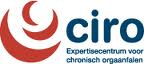 ciro
Expertisecentrum voor
chronisch orgaanfalen